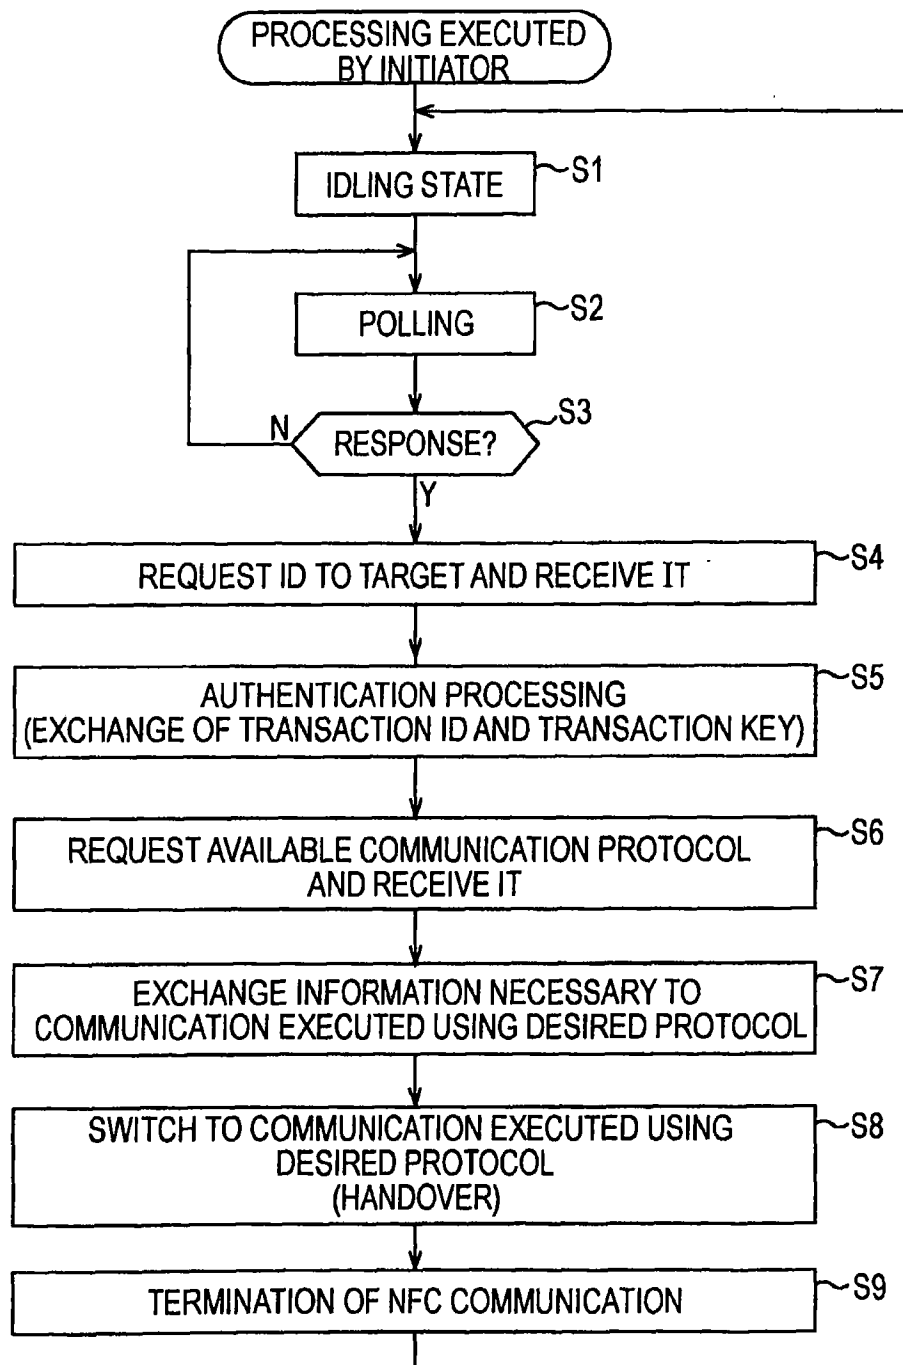 PROCESSING EXECUTED
BY INITIATOR
IDLING STATE
S1
POLLING
S2
RESPONSE?
S3
N
Y
REQUEST ID TO TARGET AND RECEIVE IT
S4
AUTHENTICATION PROCESSING
(EXCHANGE OF TRANSACTION ID AND TRANSACTION KEY)
S5
REQUEST AVAILABLE COMMUNICATION PROTOCOL
AND RECEIVE IT
S6
EXCHANGE INFORMATION NECESSARY TO
COMMUNICATION EXECUTED USING DESIRED PROTOCOL
S7
SWITCH TO COMMUNICATION EXECUTED USING
DESIRED PROTOCOL
(HANDOVER)
S8
TERMINATION OF NFC COMMUNICATION
S9